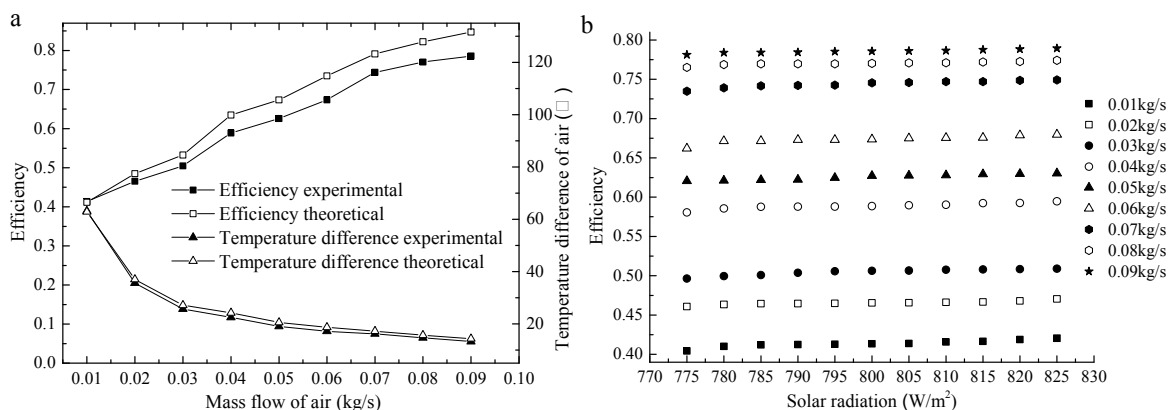 a
0.8
0.7
0.6
0.5
0.4
0.3
0.2
0.1
0.0
Efficiency
Efficiency experimental
Efficiency theoretical
Temperature difference experimental
Temperature difference theoretical
120
100
80
60
40
20
Temperature difference of air (□)
0.01 0.02 0.03 0.04 0.05 0.06 0.07 0.08 0.09 0.10
Mass flow of air (kg/s)
b
0.80
0.75
0.70
0.65
0.60
0.55
0.50
0.45
0.40
Efficiency
770 775 780 785 790 795 800 805 810 815 820 825 830
Solar radiation (W/m²)
0.01kg/s
0.02kg/s
0.03kg/s
0.04kg/s
0.05kg/s
0.06kg/s
0.07kg/s
0.08kg/s
0.09kg/s